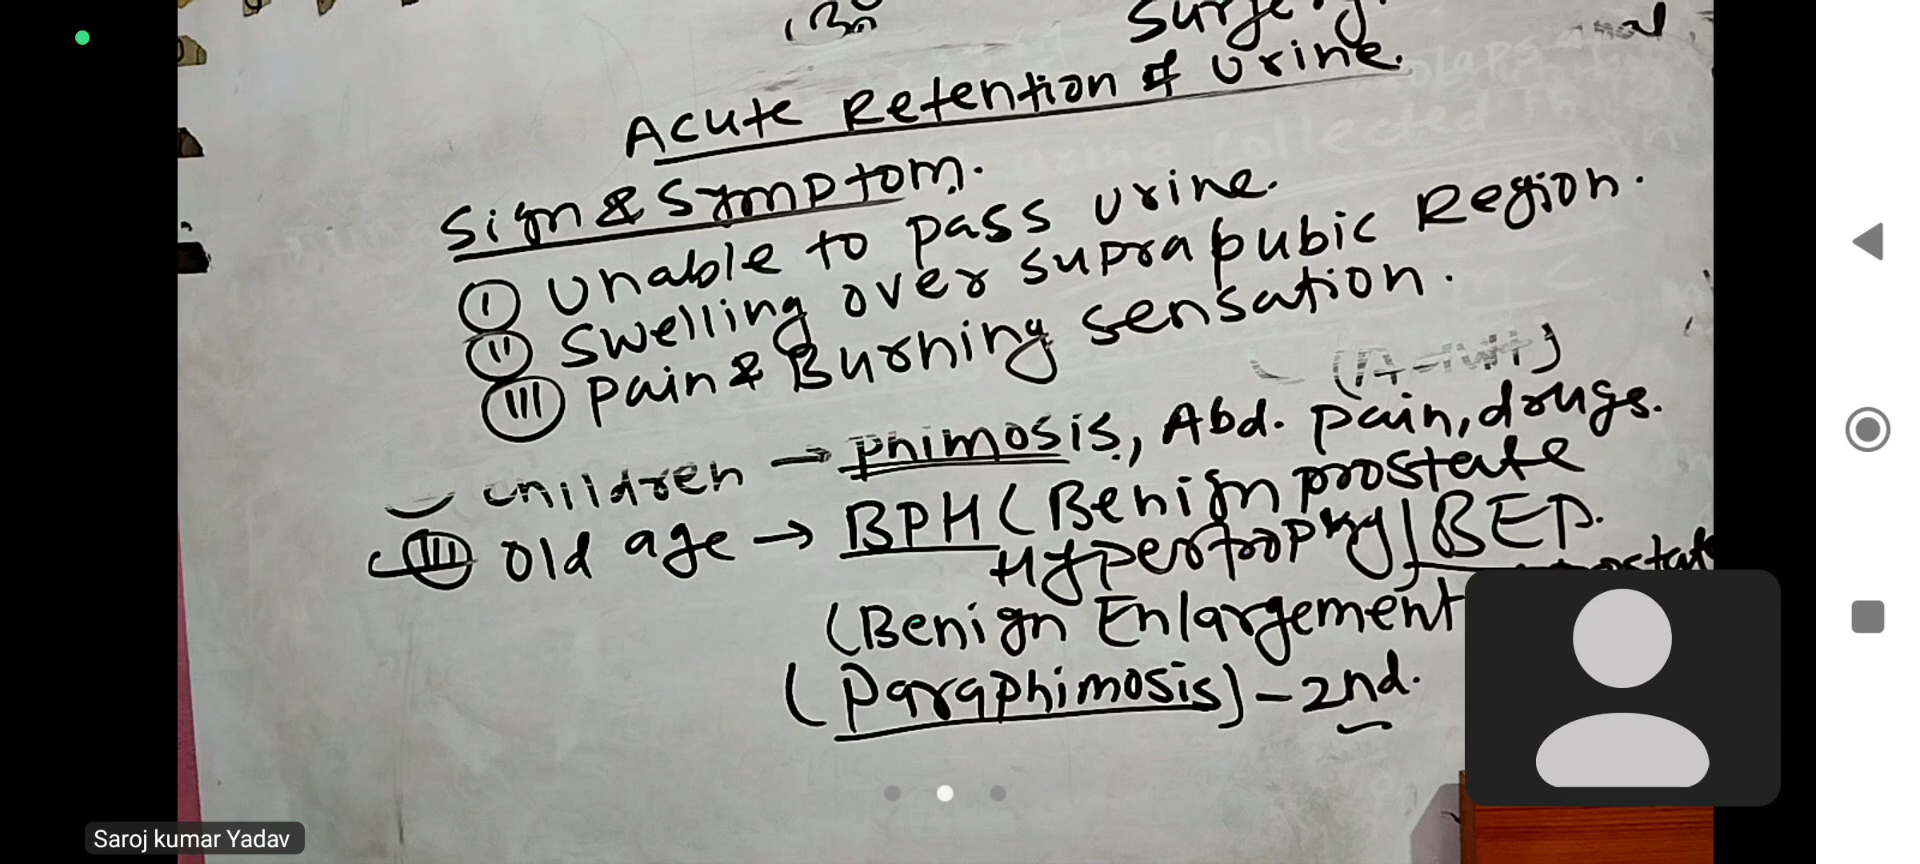 Surgery.
Acute Retention of Urine.
Sign & Symptom.
(I) Unable to pass urine.
(II) Swelling over suprapubic Region.
(III) Pain & Burning sensation.
children → phimosis, Abd. pain, drugs.
(III) Old age → BPH (Benign prostate
Hypertrophy) BEP.
(Benign Enlargement
(Paraphimosis) - 2nd.
Saroj kumar Yadav